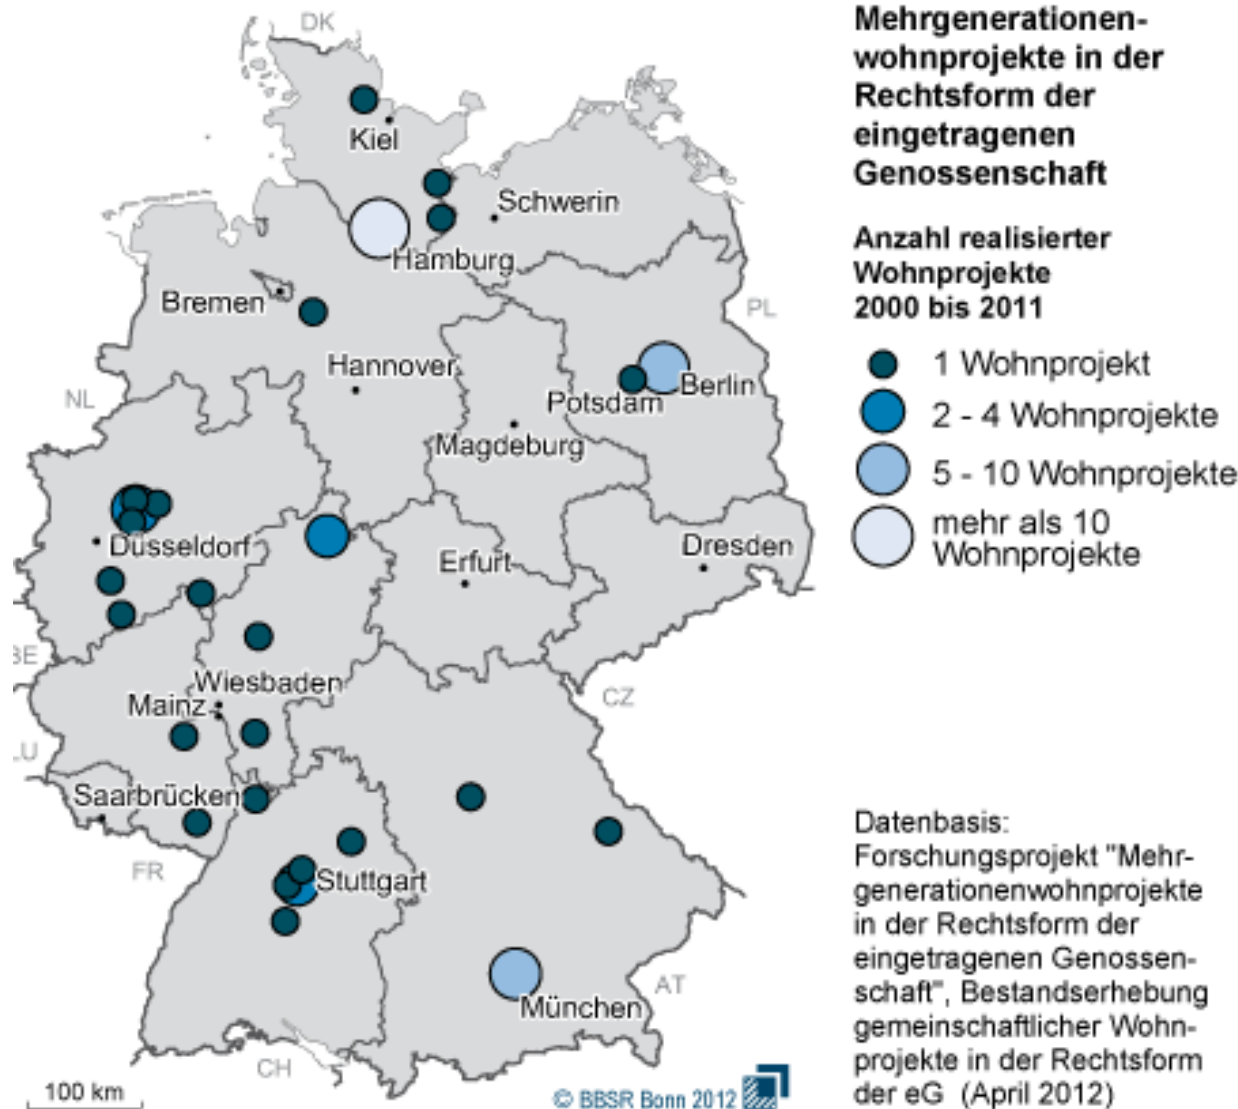 Mehrgenerationen-
wohnprojekte in der
Rechtsform der
eingetragenen
Genossenschaft
Anzahl realisierter
Wohnprojekte
2000 bis 2011
1 Wohnprojekt
2 - 4 Wohnprojekte
5 - 10 Wohnprojekte
mehr als 10
Wohnprojekte
DK
Kiel
Schwerin
Hamburg
Bremen
PL
Hannover
NL
Berlin
Potsdam
Magdeburg
Düsseldorf
Erfurt
Dresden
BE
Wiesbaden
Mainz
CZ
LU
Saarbrücken
FR
Stuttgart
AT
München
CH
100 km
© BBSR Bonn 2012
Datenbasis:
Forschungsprojekt "Mehr-
generationenwohnprojekte
in der Rechtsform der
eingetragenen Genossen-
schaft", Bestandserhebung
gemeinschaftlicher Wohn-
projekte in der Rechtsform
der eG (April 2012)